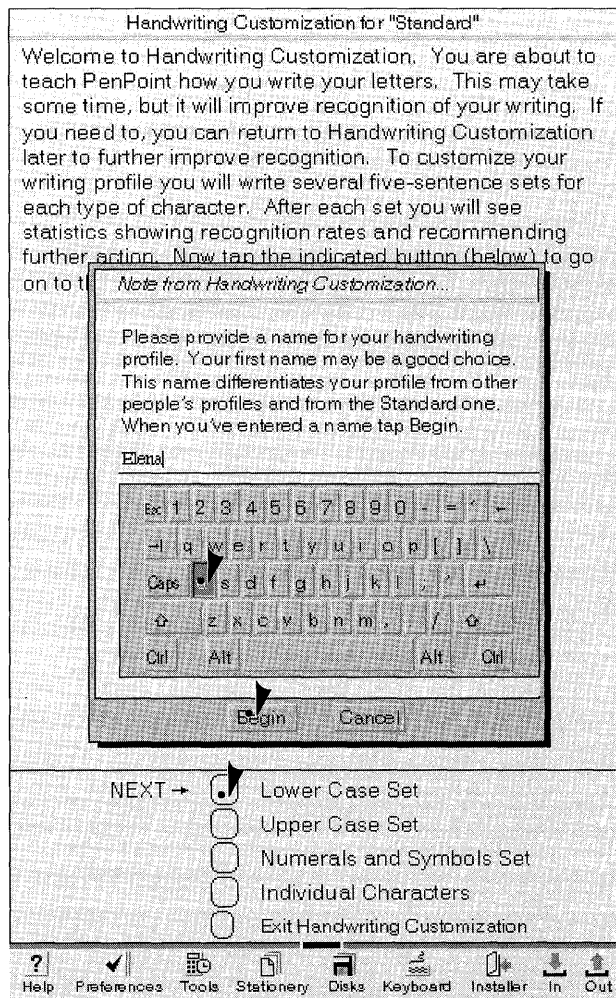 Handwriting Customization for "Standard"
Welcome to Handwriting Customization. You are about to
teach PenPoint how you write your letters. This may take
some time, but it will improve recognition of your writing. If
you need to, you can return to Handwriting Customization
later to further improve recognition. To customize your
writing profile you will write several five-sentence sets for
each type of character. After each set you will see
statistics showing recognition rates and recommending
further action. Now tap the indicated button (below) to go
on to t
Note from Handwriting Customization...
Please provide a name for your handwriting
profile. Your first name may be a good choice.
This name differentiates your profile from other
people's profiles and from the Standard one.
When you've entered a name tap Begin.
Elena
Esc 1 2 3 4 5 6 7 8 9 0 - = ` ←
→| q w e r t y u i o p [ ] \
Caps s d f g h j k l ; ' ↵
⇧ z x c v b n m , . / ⇧
Ctrl Alt Alt Ctrl
Begin Cancel
NEXT → Lower Case Set
Upper Case Set
Numerals and Symbols Set
Individual Characters
Exit Handwriting Customization
Help Preferences Tools Stationery Disks Keyboard Installer In Out